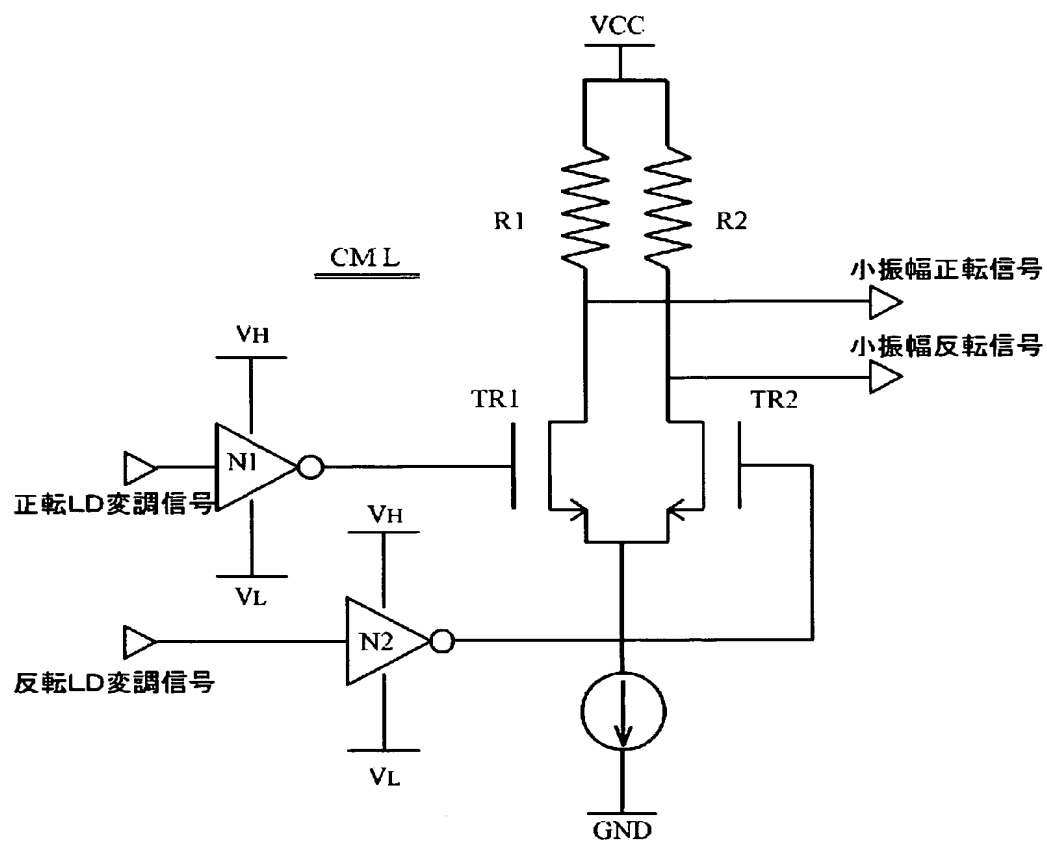 VCC
R1
R2
CML
小振幅正転信号
小振幅反転信号
VH
TR1
TR2
N1
正転LD変調信号
VH
VL
N2
反転LD変調信号
VL
GND